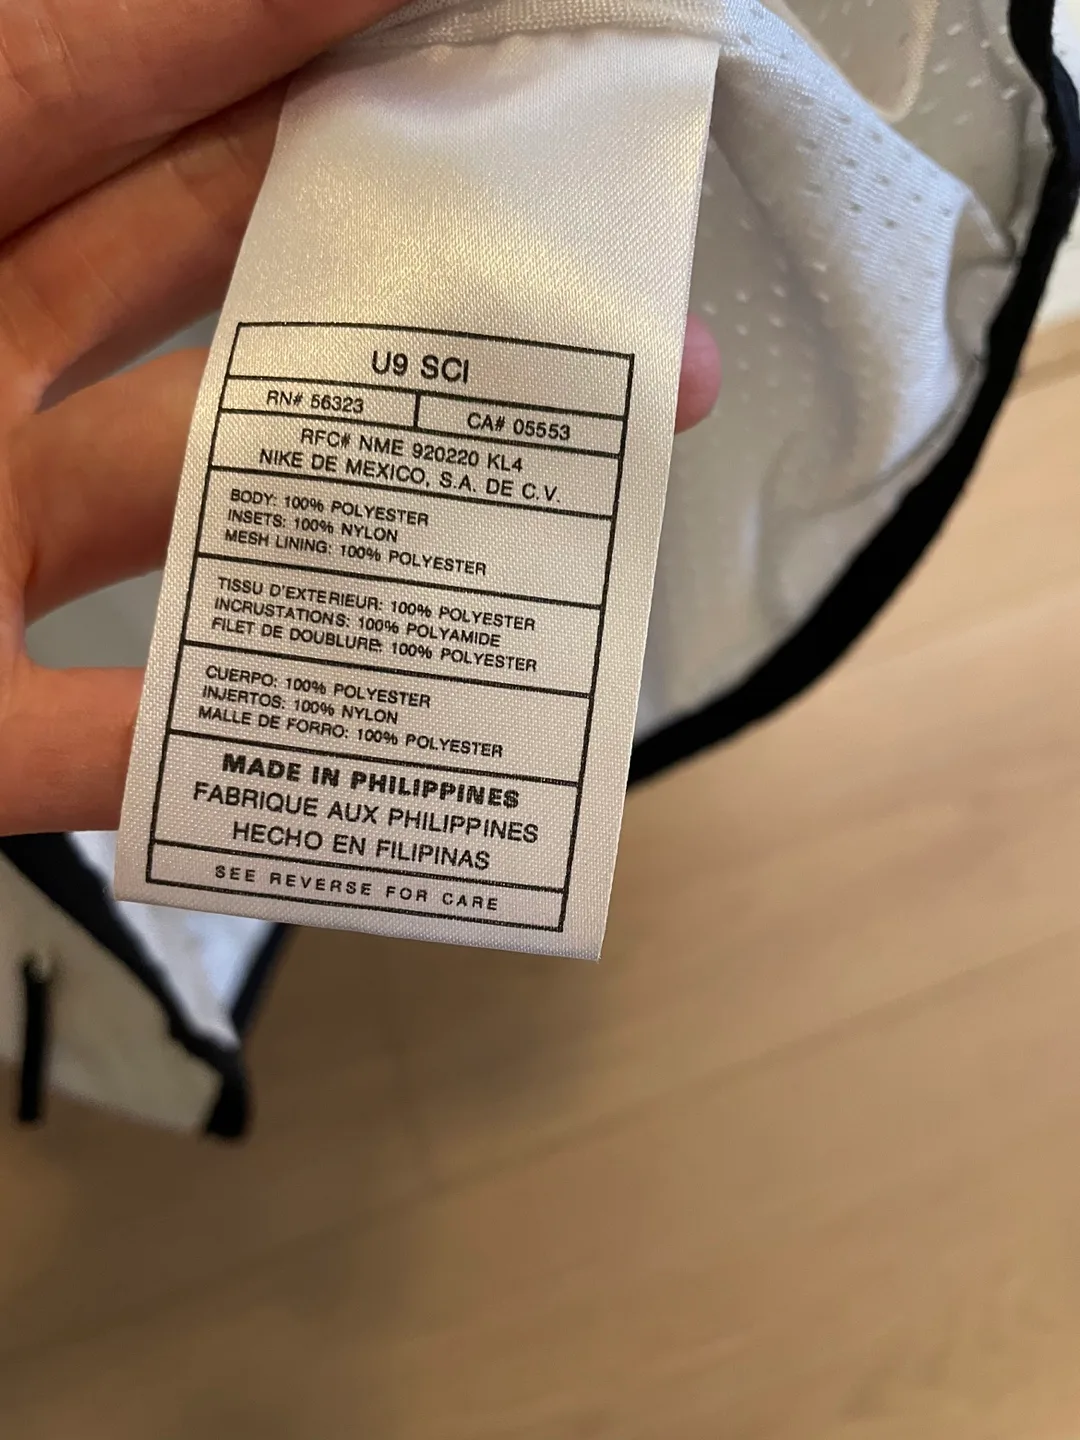 U9 SCI
RN# 56323 CA# 05553
RFC# NME 920220 KL4
NIKE DE MEXICO, S.A. DE C.V.
BODY: 100% POLYESTER
INSETS: 100% NYLON
MESH LINING: 100% POLYESTER
TISSU D'EXTERIEUR: 100% POLYESTER
INCRUSTATIONS: 100% POLYAMIDE
FILET DE DOUBLURE: 100% POLYESTER
CUERPO: 100% POLYESTER
INJERTOS: 100% NYLON
MALLE DE FORRO: 100% POLYESTER
MADE IN PHILIPPINES
FABRIQUE AUX PHILIPPINES
HECHO EN FILIPINAS
SEE REVERSE FOR CARE